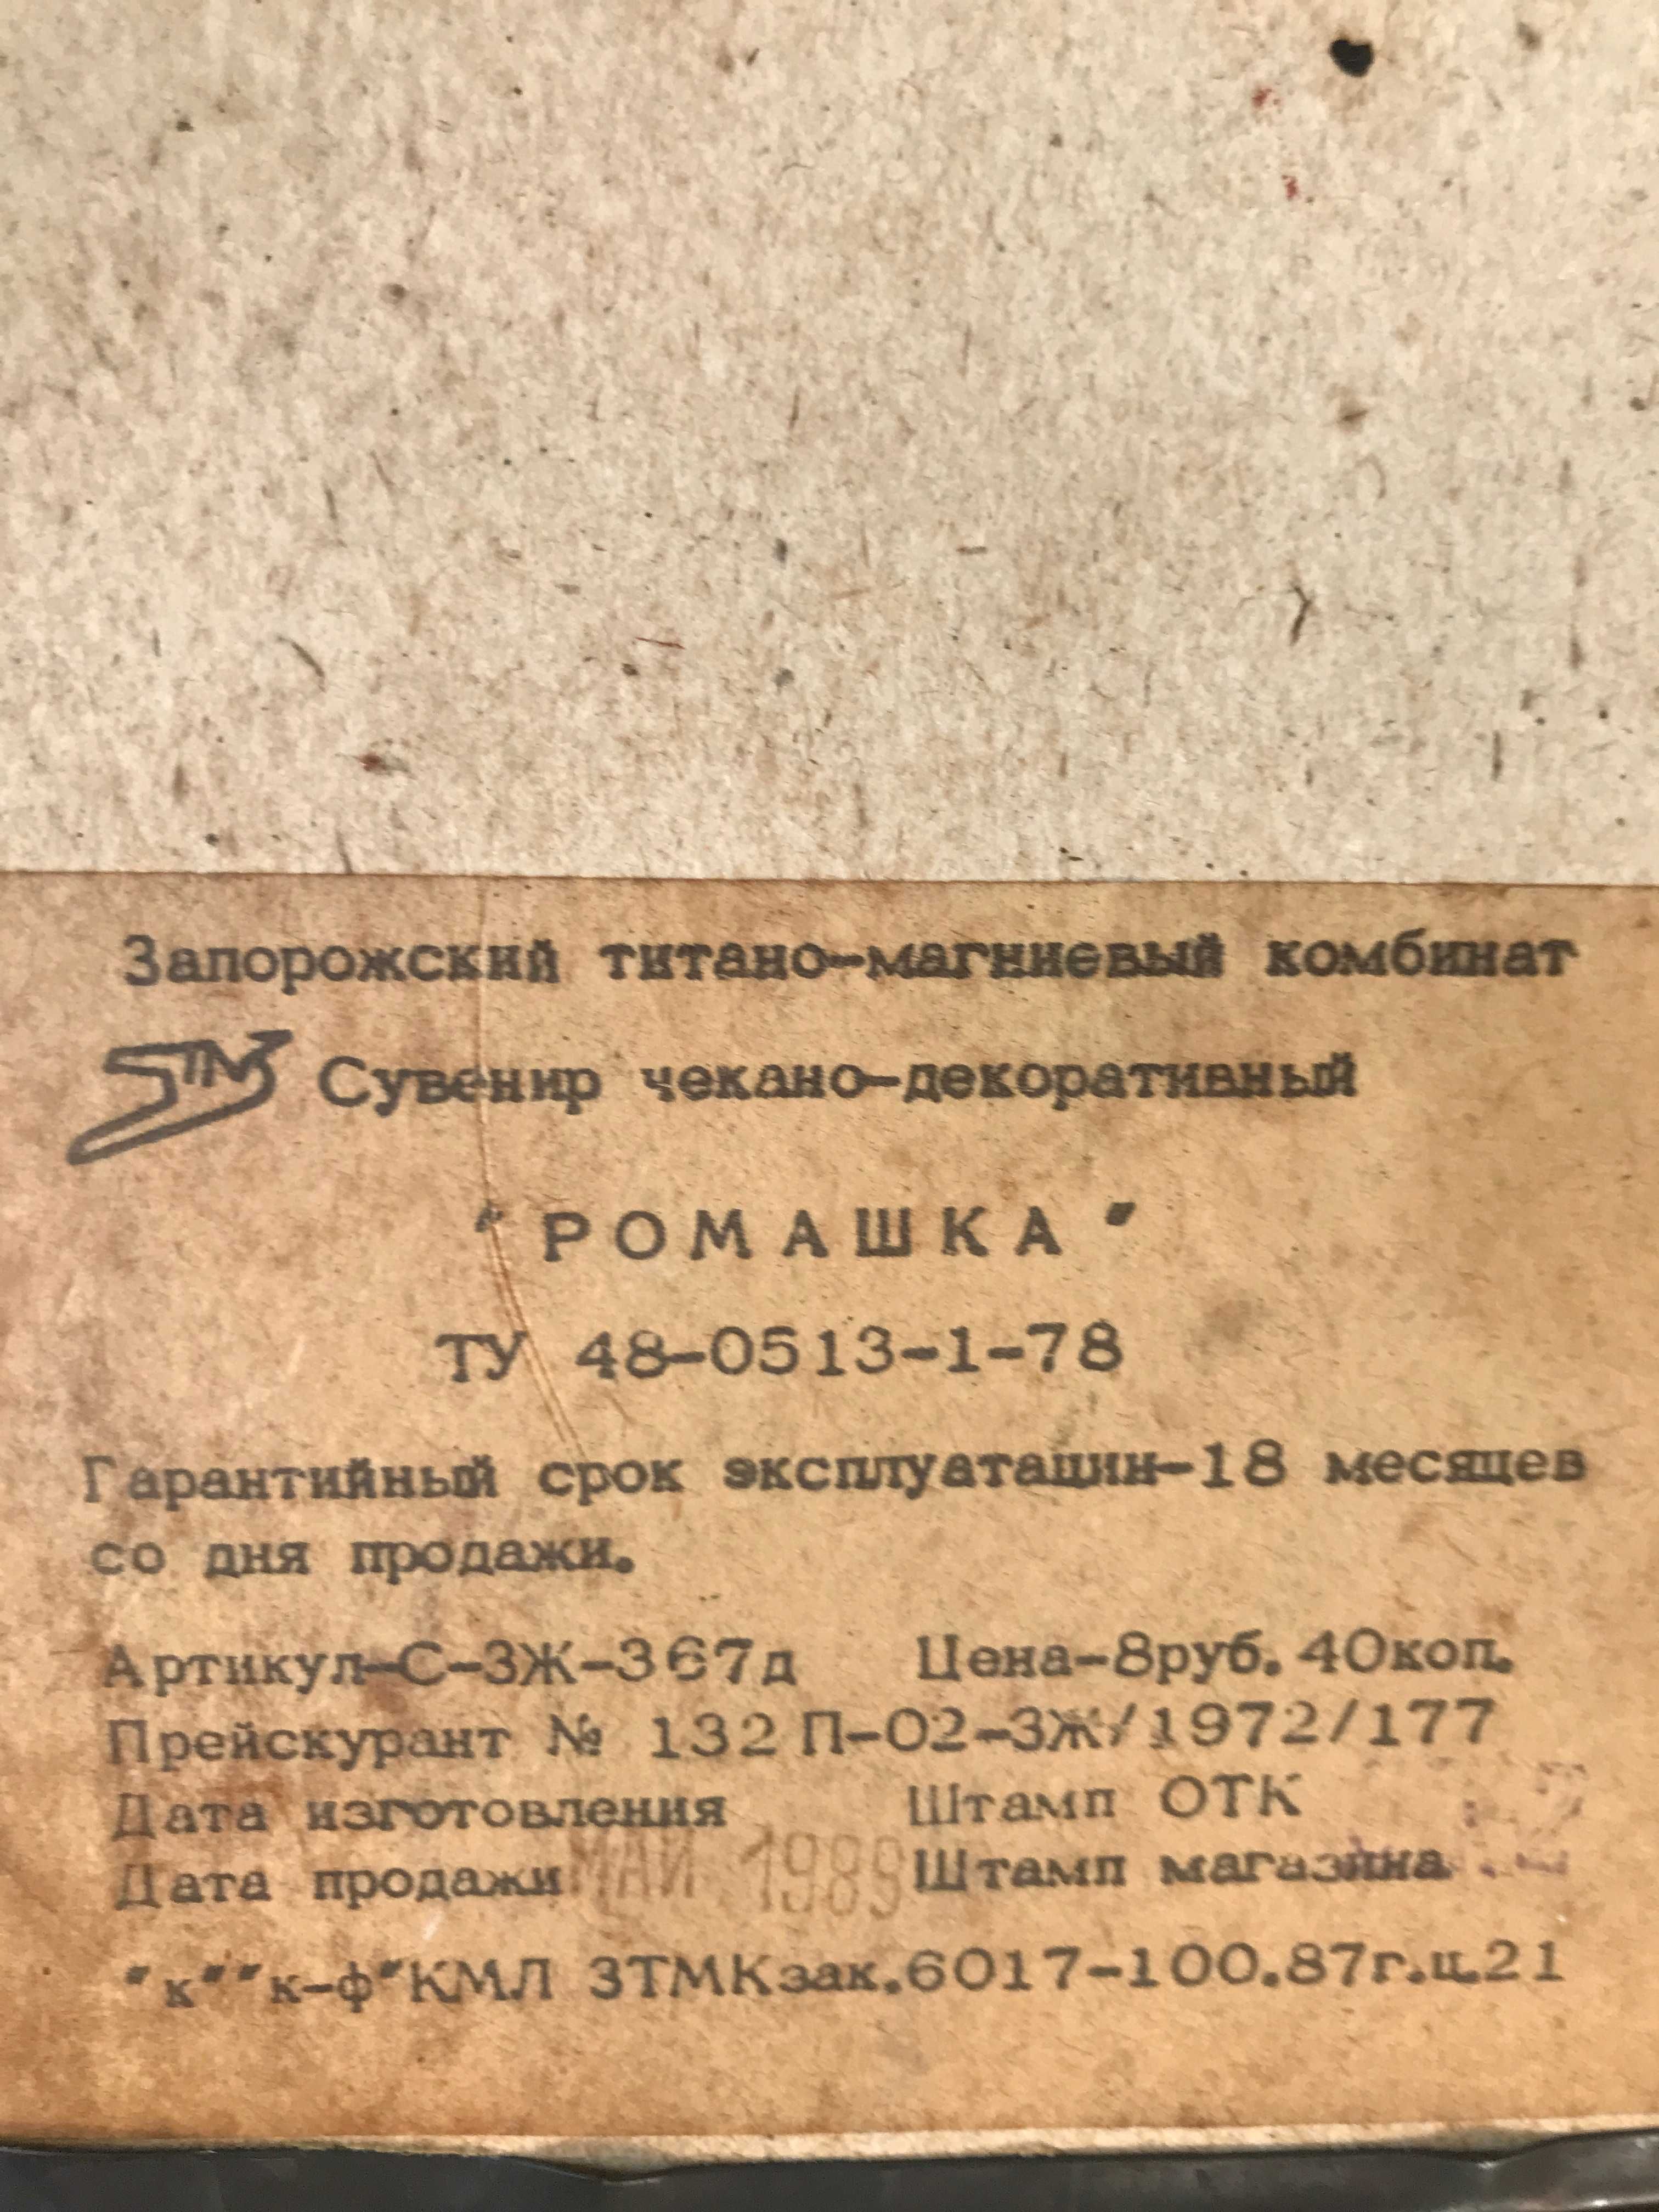 Запорожский титано-магниевый комбинат
Сувенир чекано-декоративный
"РОМАШКА"
ТУ 48-0513-1-78
Гарантийный срок эксплуатации-18 месяцев
со дня продажи.
Артикул-С-3Ж-367д Цена-8руб. 40коп.
Прейскурант № 132 П-02-3Ж/1972/177
Дата изготовления Штамп ОТК
МАЙ 1989
Дата продажи Штамп магазина
"к""к-ф"КМЛ ЗТМКзак.6017-100.87г.ц.21